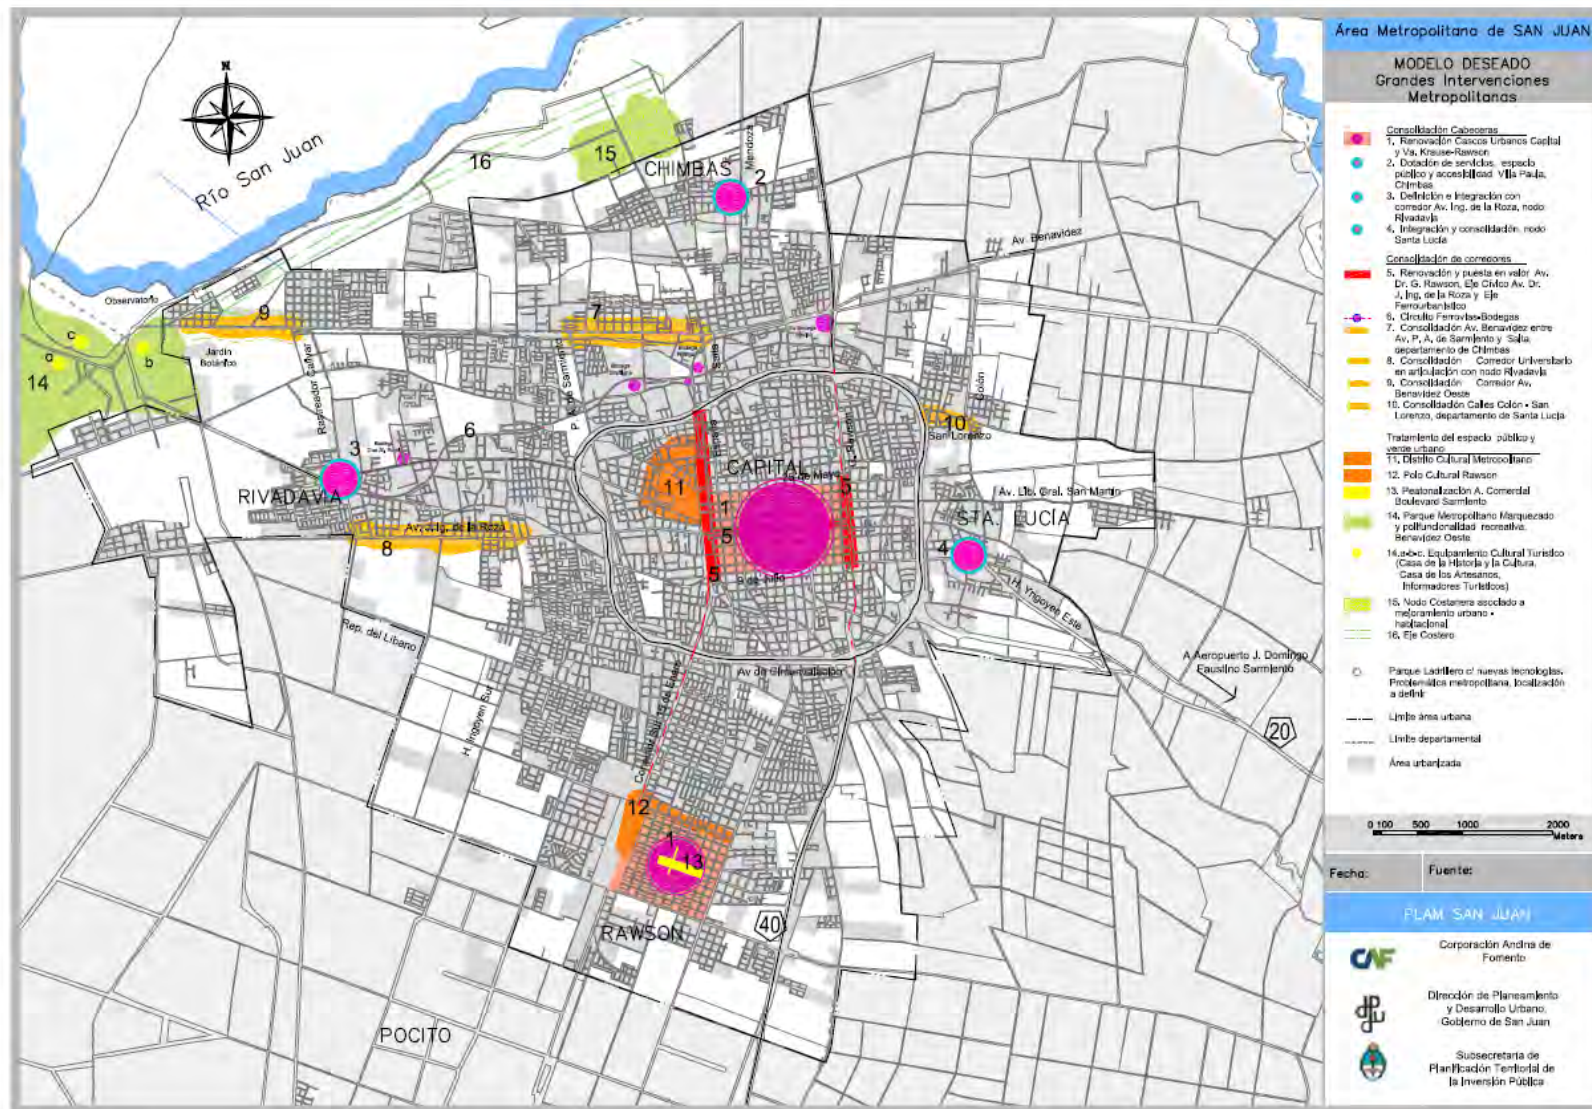 Área Metropolitana de SAN JUAN
MODELO DESEADO
Grandes Intervenciones
Metropolitanas
Consolidación Cabeceras
1. Renovación Cascos Urbanos Capital
y Va. Krause-Rawson
2. Dotación de servicios, espacio
público y accesibilidad Villa Paula,
Chimbas
3. Definición e integración con
corredor Av. Ing. de la Roza, nodo
Rivadavia
4. Integración y consolidación, nodo
Santa Lucía
Consolidación de corredores
5. Renovación y puesta en valor Av.
Dr. G. Rawson, Eje Cívico Av. Dr.
J. Ing. de la Roza y Eje
Ferrourbanístico
6. Circuito Ferrovías-Bodegas
7. Consolidación Av. Benavidez entre
Av. P. A. de Sarmiento y Salta,
departamento de Chimbas
8. Consolidación Corredor Universitario
en articulación con nodo Rivadavia
9. Consolidación Corredor Av.
Benavidez Oeste
10. Consolidación Calles Colón - San
Lorenzo, departamento de Santa Lucía
Tratamiento del espacio público y
verde urbano
11. Distrito Cultural Metropolitano
12. Polo Cultural Rawson
13. Peatonalización A. Comercial
Boulevard Sarmiento
14. Parque Metropolitano Marquezado
y polifuncionalidad recreativa.
Benavidez Oeste
14.a-b-c. Equipamiento Cultural Turístico
(Casa de la Historia y la Cultura,
Casa de los Artesanos,
Informadores Turísticos)
15. Nodo Costanera asociado a
mejoramiento urbano -
habitacional
16. Eje Costero
Parque Ladrillero c/ nuevas tecnologías.
Problemática metropolitana, localización
a definir
Límite área urbana
Límite departamental
Área urbanizada
0 100 500 1000 2000
Meters
Fecha:
Fuente:
PLAM SAN JUAN
CAF
Corporación Andina de
Fomento
dpdu
Dirección de Planeamiento
y Desarrollo Urbano,
Gobierno de San Juan
Subsecretaría de
Planificación Territorial de
la Inversión Pública
N
Río San Juan
16
15
CHIMBAS
Mendoza
2
Av. Benavidez
Observatorio
9
7
c
a
b
14
Jardín
Botánico
Rastreador Calívar
P. A. de Sarmiento
Salta
Colón
10
San Lorenzo
6
3
RIVADAVIA
11
CAPITAL
25 de Mayo
1
5
5
5
Av. Lib. Gral. San Martín
STA. LUCÍA
4
Av. J. Ig. de la Roza
8
9 de Julio
H. Yrigoyen Este
Rep. del Líbano
H. Irigoyen Sur
Av de Circunvalación
A Aeropuerto J. Domingo
Faustino Sarmiento
20
12
1
13
RAWSON
40
POCITO